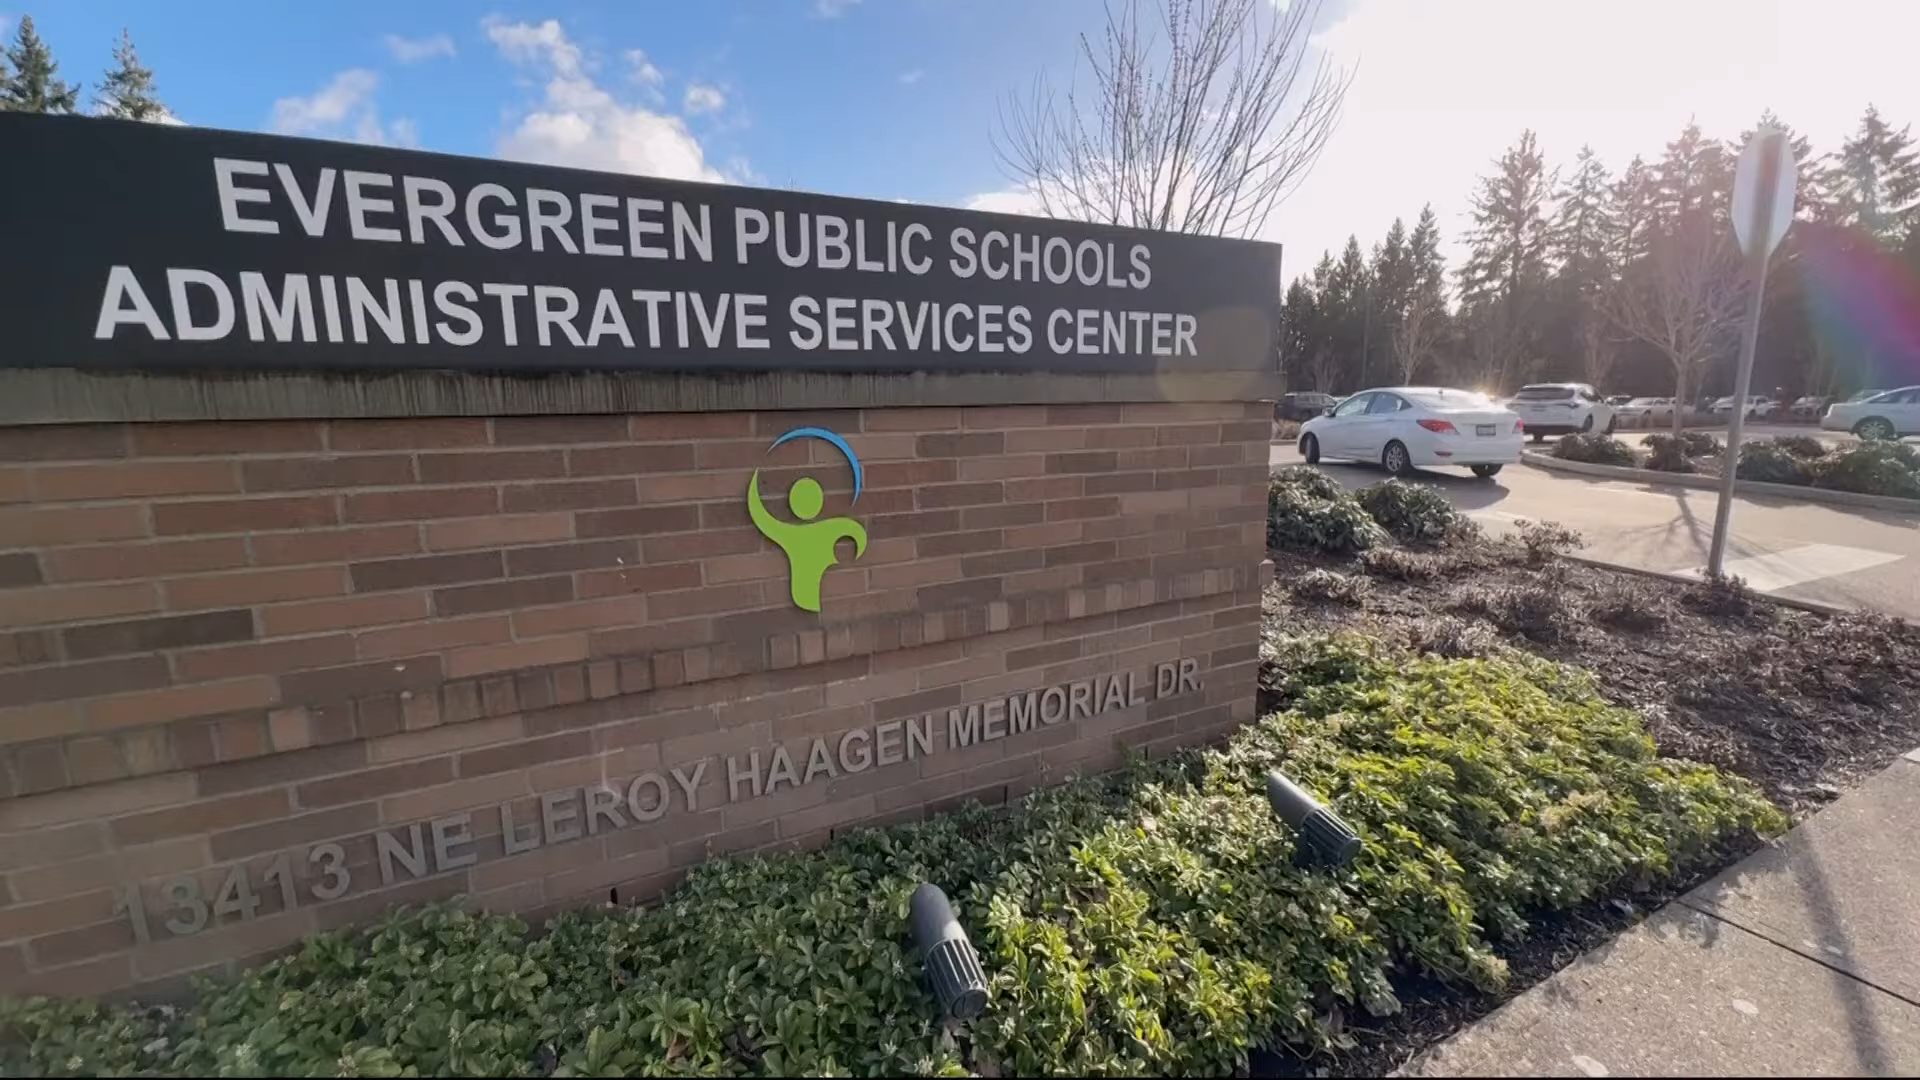 EVERGREEN PUBLIC SCHOOLS
ADMINISTRATIVE SERVICES CENTER
13413 NE LEROY HAAGEN MEMORIAL DR.